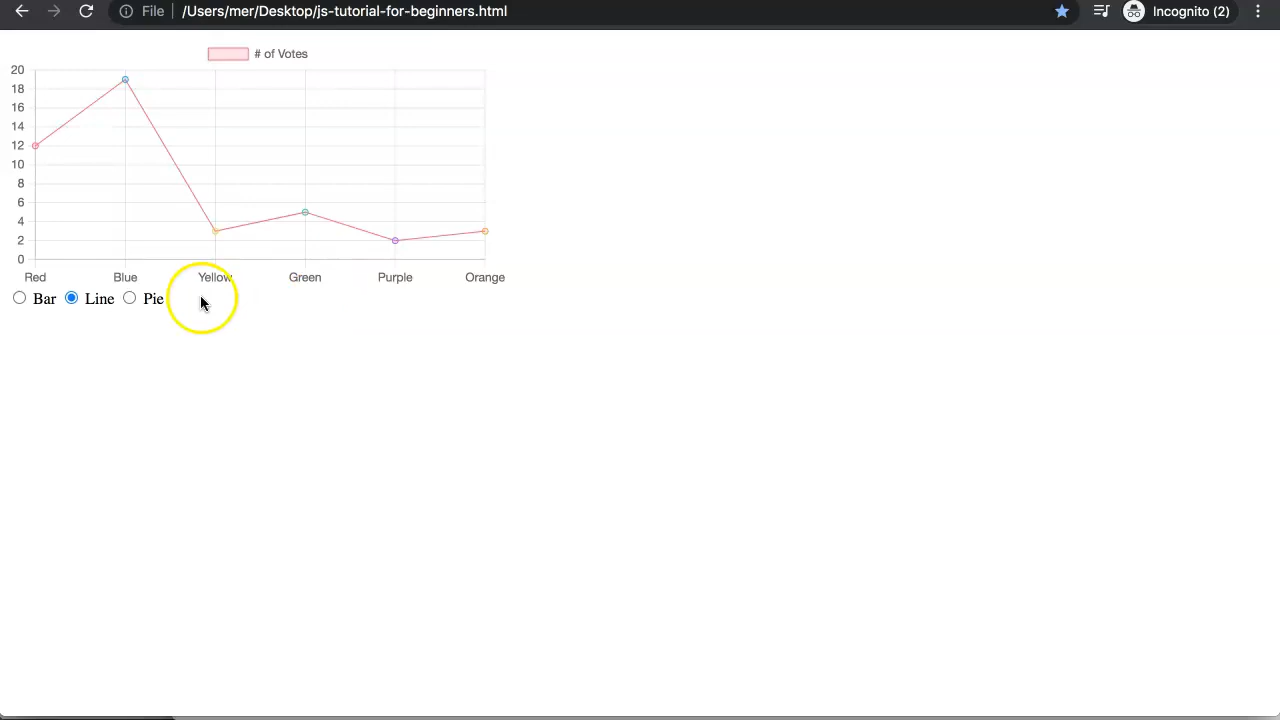 File /Users/mer/Desktop/js-tutorial-for-beginners.html Incognito (2)
# of Votes
20
18
16
14
12
10
8
6
4
2
0
Red Blue Yellow Green Purple Orange
Bar Line Pie